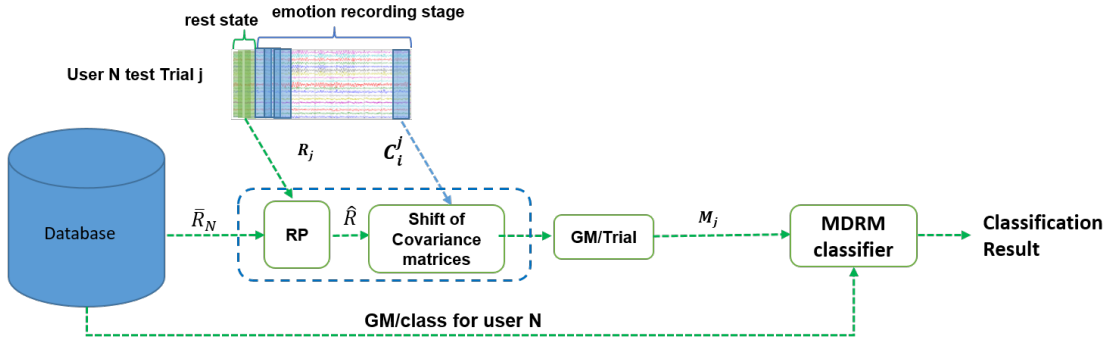 emotion recording stage
rest state
User N test Trial j
R_j
C_i^j
Database
R̄_N
RP
R̂
Shift of
Covariance
matrices
GM/Trial
M_j
MDRM
classifier
Classification
Result
GM/class for user N